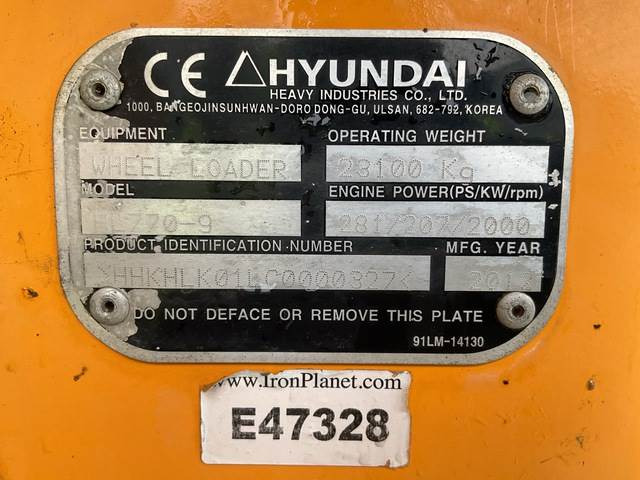 CE HYUNDAI
HEAVY INDUSTRIES CO., LTD.
1000, BANGEOJINSUNHWAN-DORO DONG-GU, ULSAN, 682-792, KOREA
EQUIPMENT OPERATING WEIGHT
WHEEL LOADER 23100 Kg
MODEL ENGINE POWER(PS/KW/rpm)
281/207/2000
PRODUCT IDENTIFICATION NUMBER MFG. YEAR
DO NOT DEFACE OR REMOVE THIS PLATE
91LM-14130
www.IronPlanet.com
E47328